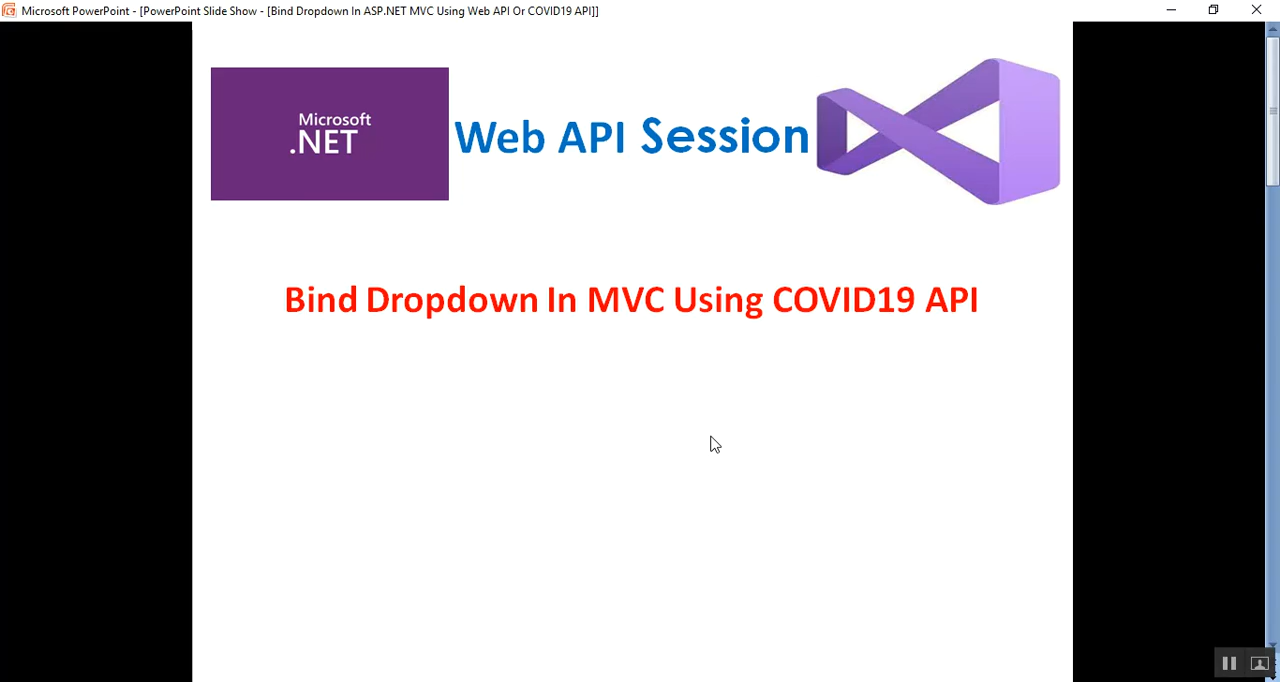 Microsoft PowerPoint - [PowerPoint Slide Show - [Bind Dropdown In ASP.NET MVC Using Web API Or COVID19 API]]
Microsoft
.NET
Web API Session
Bind Dropdown In MVC Using COVID19 API